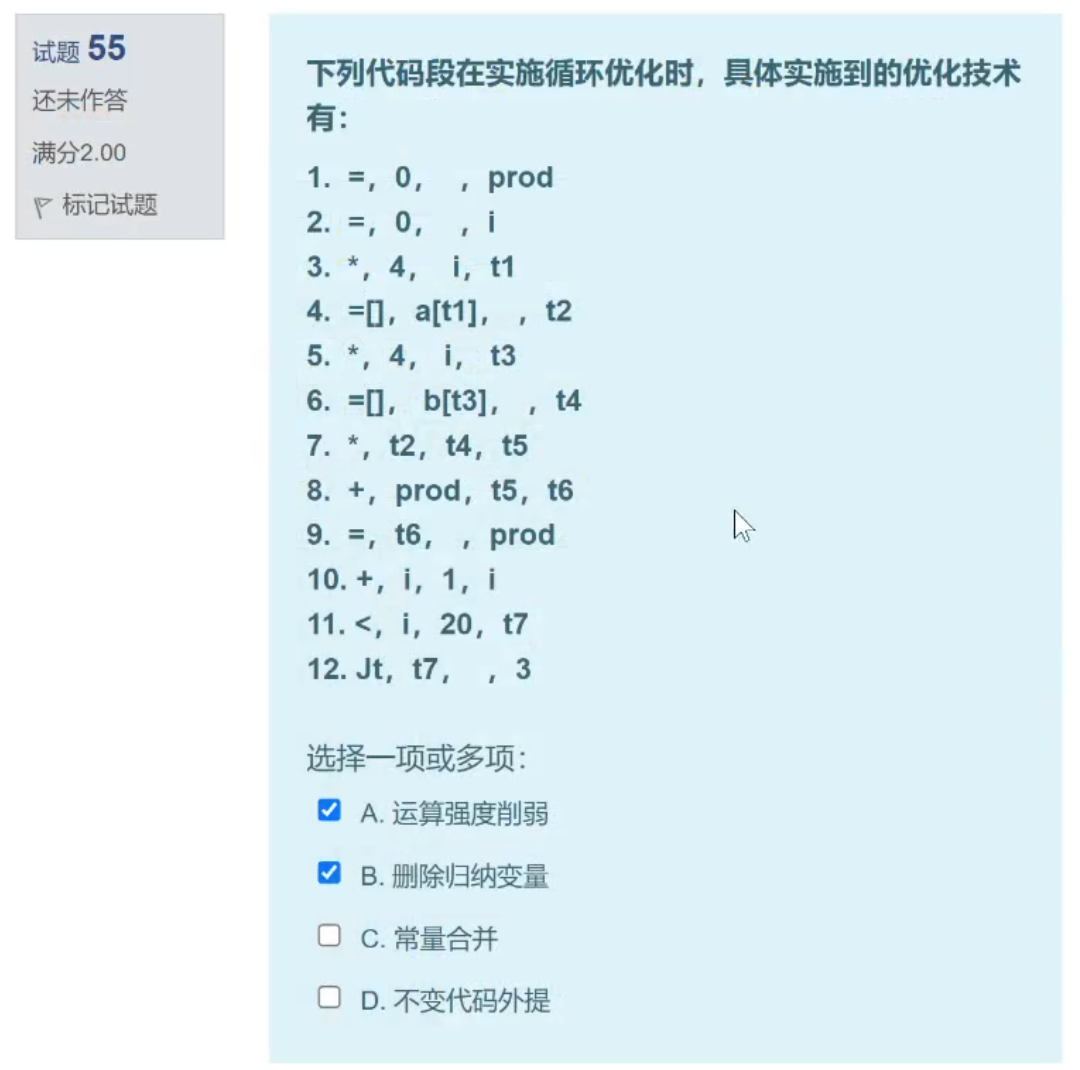 试题 55
还未作答
满分2.00
标记试题
下列代码段在实施循环优化时，具体实施到的优化技术
有：
1. =，0， ，prod
2. =，0， ，i
3. *，4， i，t1
4. =[]，a[t1]，，t2
5. *，4，i，t3
6. =[]， b[t3]，，t4
7. *，t2，t4，t5
8. +，prod，t5，t6
9. =，t6，，prod
10. +，i，1，i
11. <，i，20，t7
12. Jt，t7， ，3
选择一项或多项：
A. 运算强度削弱
B. 删除归纳变量
C. 常量合并
D. 不变代码外提